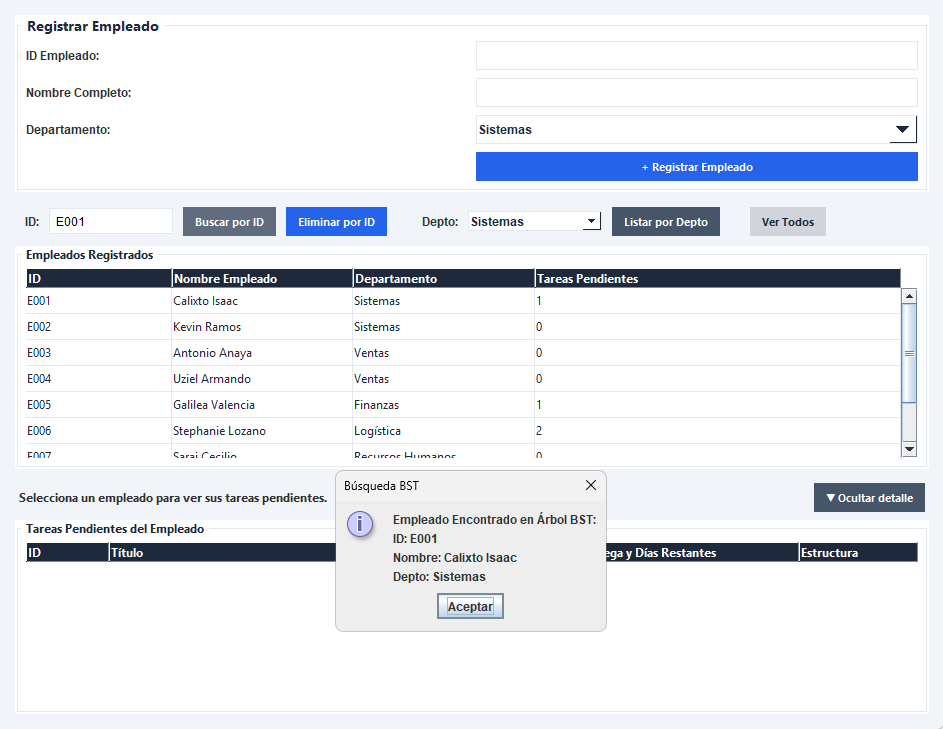 Registrar Empleado
ID Empleado:
Nombre Completo:
Departamento: Sistemas
+ Registrar Empleado
ID: E001 Buscar por ID Eliminar por ID Depto: Sistemas Listar por Depto Ver Todos
Empleados Registrados
ID Nombre Empleado Departamento Tareas Pendientes
E001 Calixto Isaac Sistemas 1
E002 Kevin Ramos Sistemas 0
E003 Antonio Anaya Ventas 0
E004 Uziel Armando Ventas 0
E005 Galilea Valencia Finanzas 1
E006 Stephanie Lozano Logística 2
E007 Sarai Cecilio Recursos Humanos 0
Selecciona un empleado para ver sus tareas pendientes. ▼ Ocultar detalle
Tareas Pendientes del Empleado
ID Título ega y Días Restantes Estructura
Búsqueda BST
Empleado Encontrado en Árbol BST:
ID: E001
Nombre: Calixto Isaac
Depto: Sistemas
Aceptar